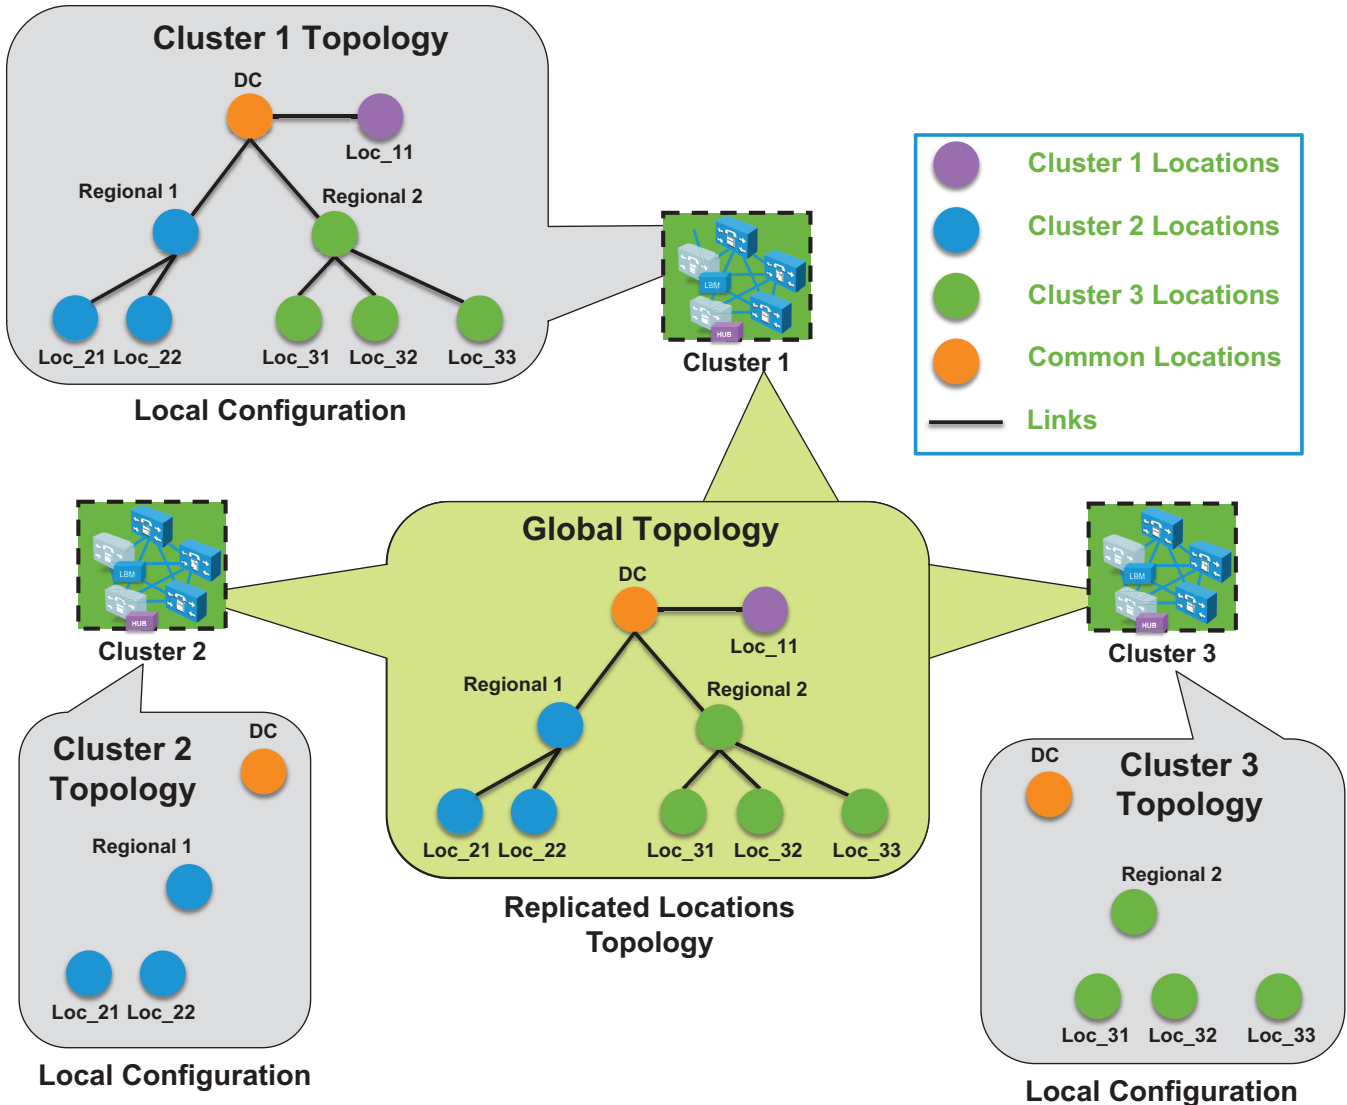 Cluster 1 Topology
DC
Loc_11
Regional 1
Regional 2
Loc_21 Loc_22
Loc_31 Loc_32 Loc_33
Local Configuration
LBM
HUB
Cluster 1
Cluster 1 Locations
Cluster 2 Locations
Cluster 3 Locations
Common Locations
Links
LBM
HUB
Cluster 2
Global Topology
DC
Loc_11
Regional 1
Regional 2
Loc_21 Loc_22
Loc_31 Loc_32 Loc_33
Replicated Locations
Topology
LBM
HUB
Cluster 3
Cluster 2
Topology
DC
Regional 1
Loc_21 Loc_22
Local Configuration
DC
Cluster 3
Topology
Regional 2
Loc_31 Loc_32 Loc_33
Local Configuration